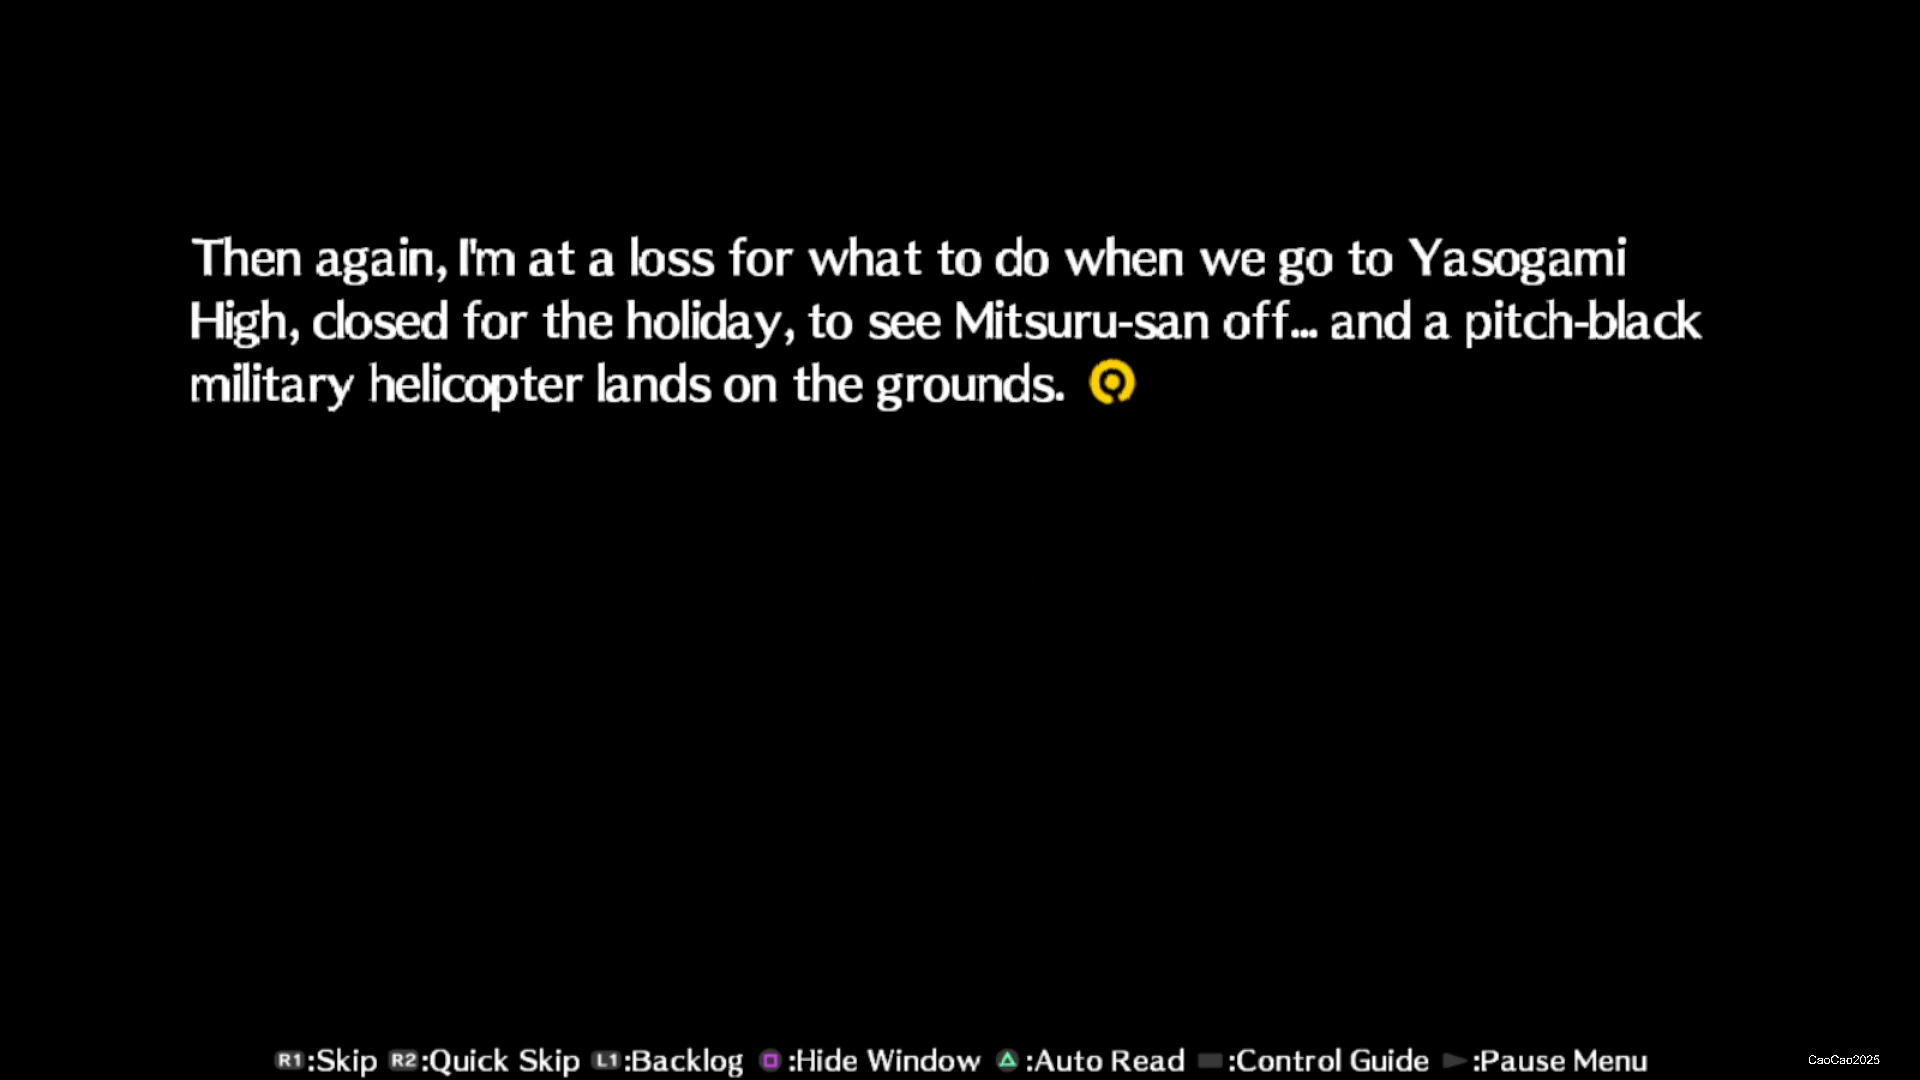 Then again, I'm at a loss for what to do when we go to Yasogami
High, closed for the holiday, to see Mitsuru-san off... and a pitch-black
military helicopter lands on the grounds.
R1:Skip R2:Quick Skip L1:Backlog :Hide Window :Auto Read :Control Guide :Pause Menu
CaoCao2025